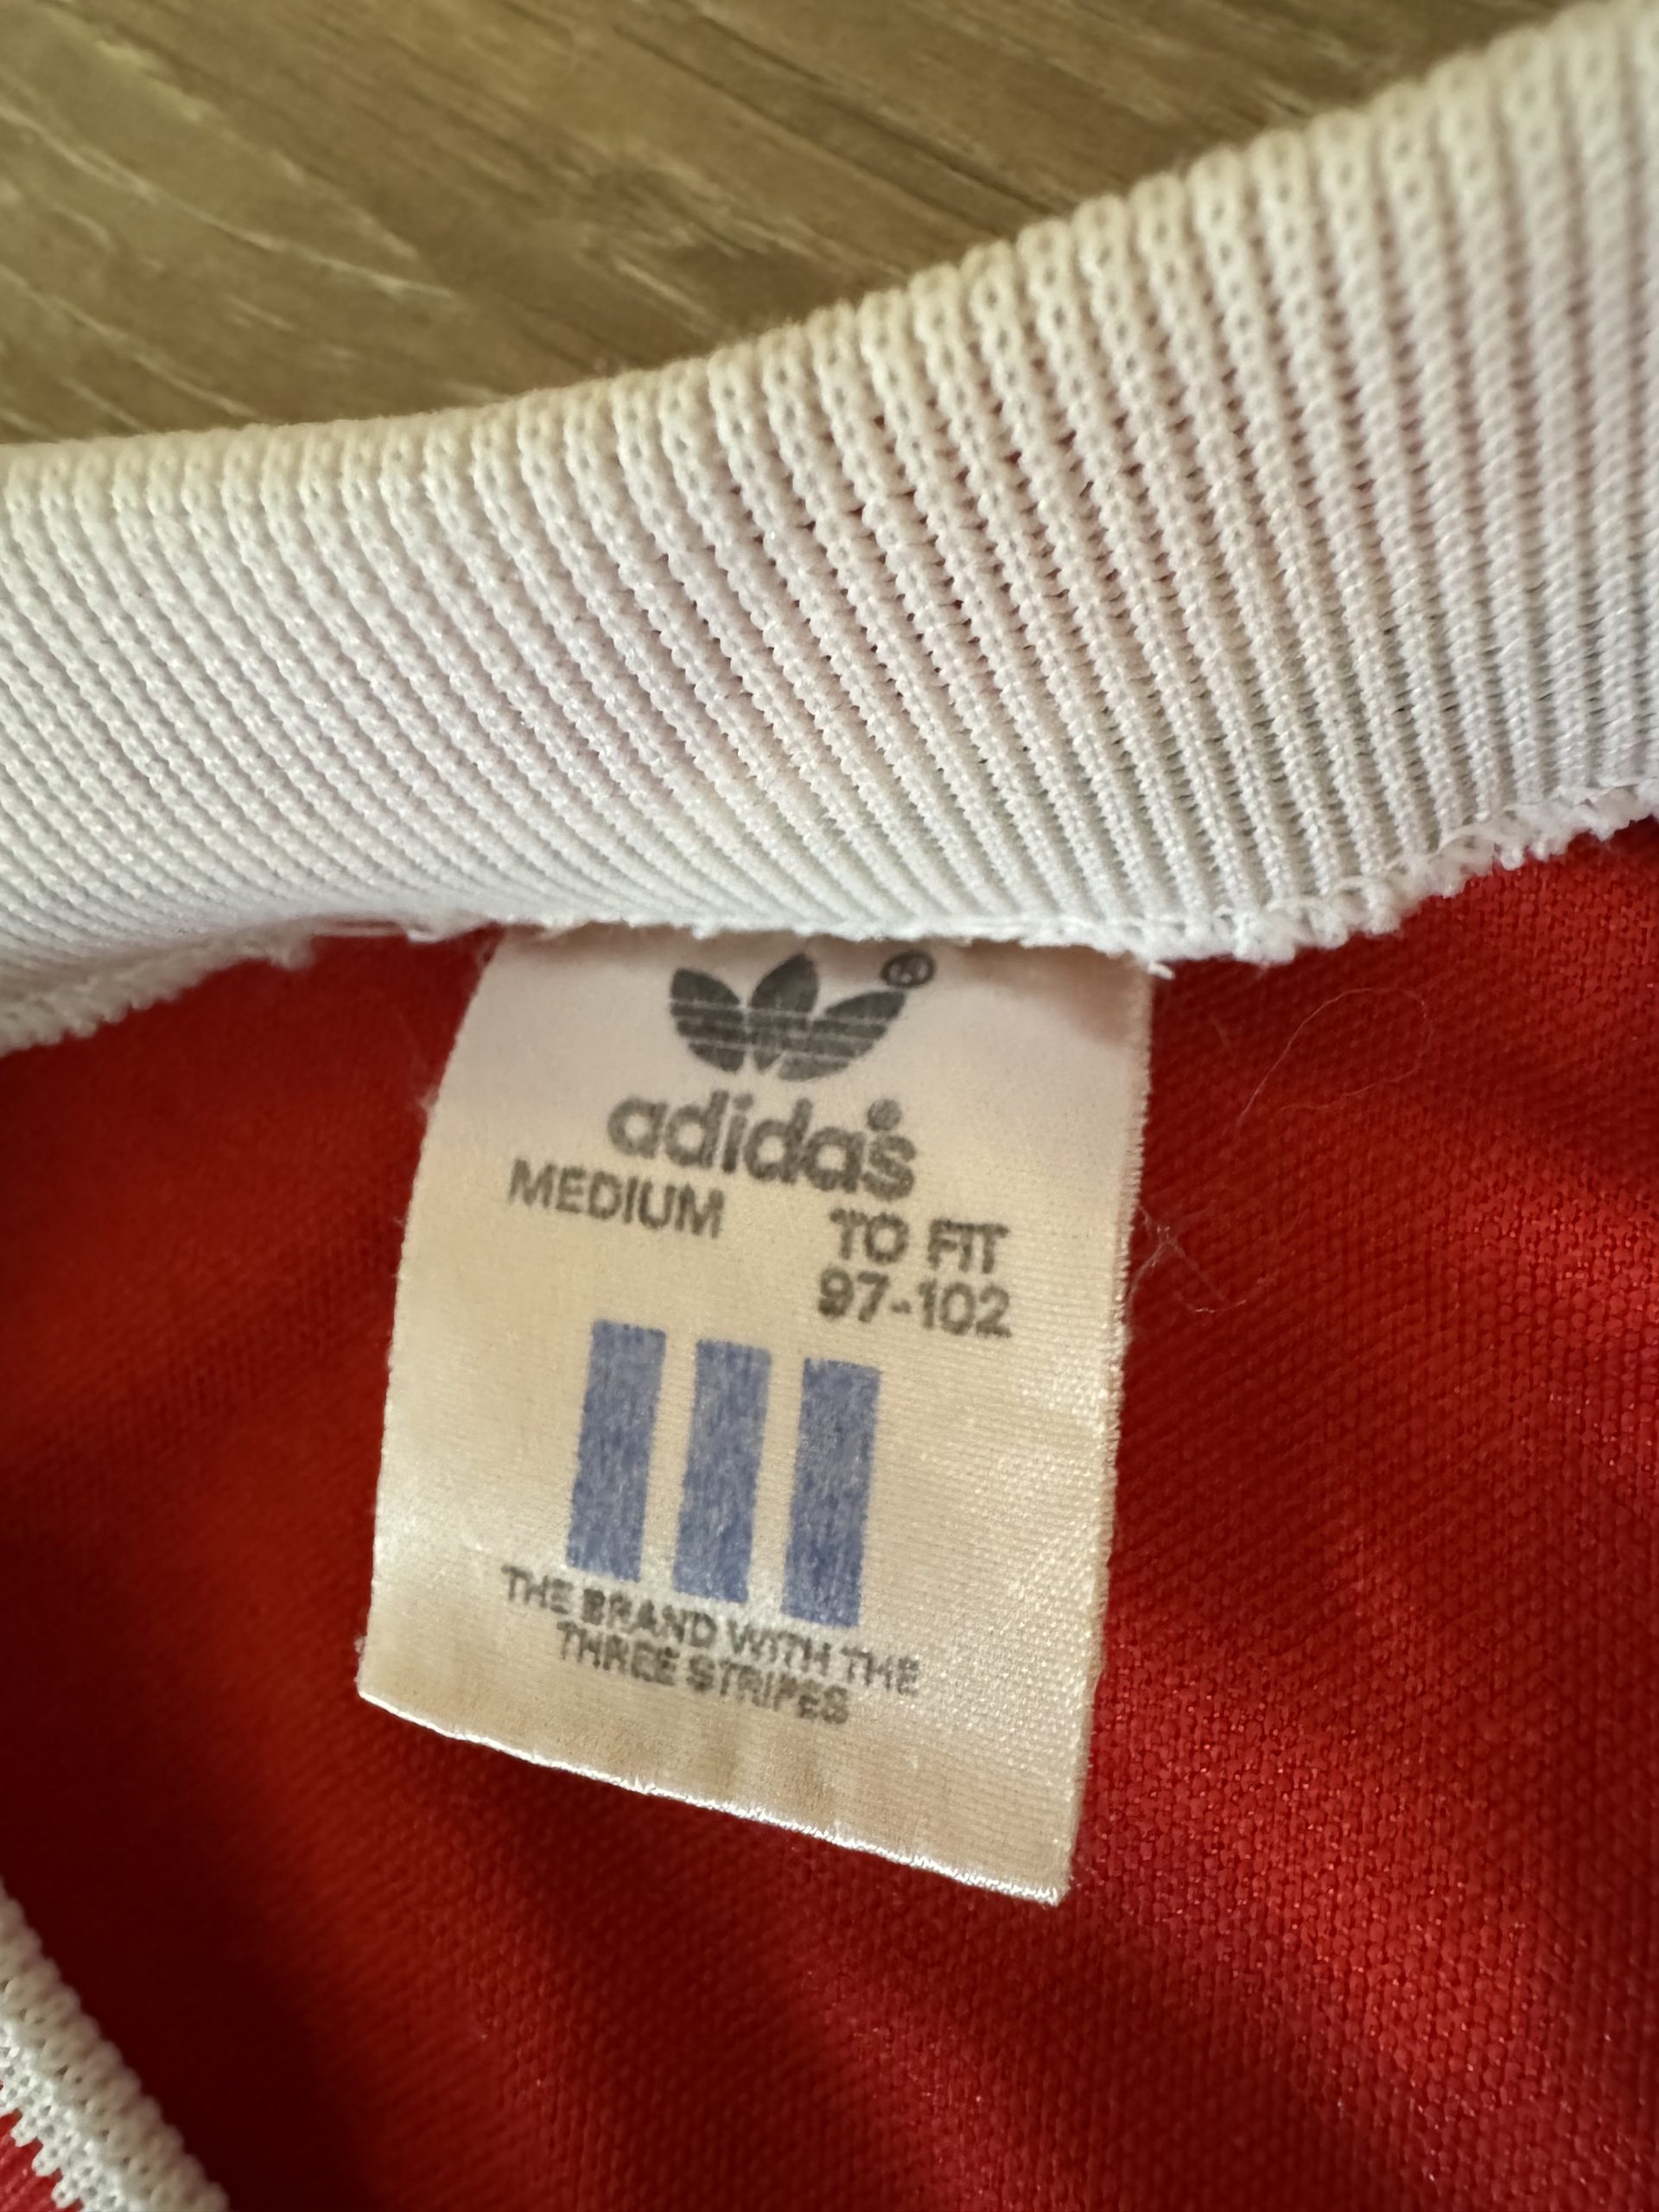 ®
adidas®
MEDIUM TO FIT
97-102
THE BRAND WITH THE
THREE STRIPES